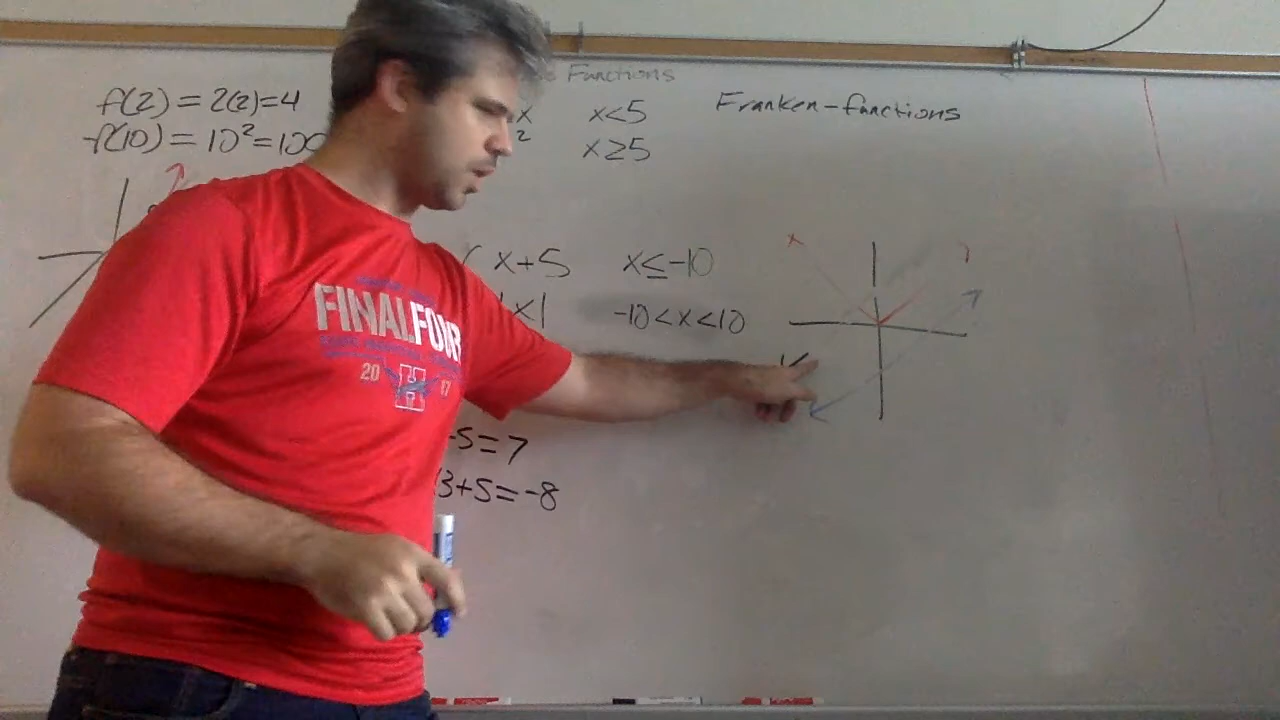 Functions
f(2) = 2(2)=4
x
x<5
Franken-functions
f(10) = 10²=100
2
x≥5
x+5
x≤-10
|x|
-10<x<10
FINAL FOUR
20 H 17
-5=7
3+5=-8